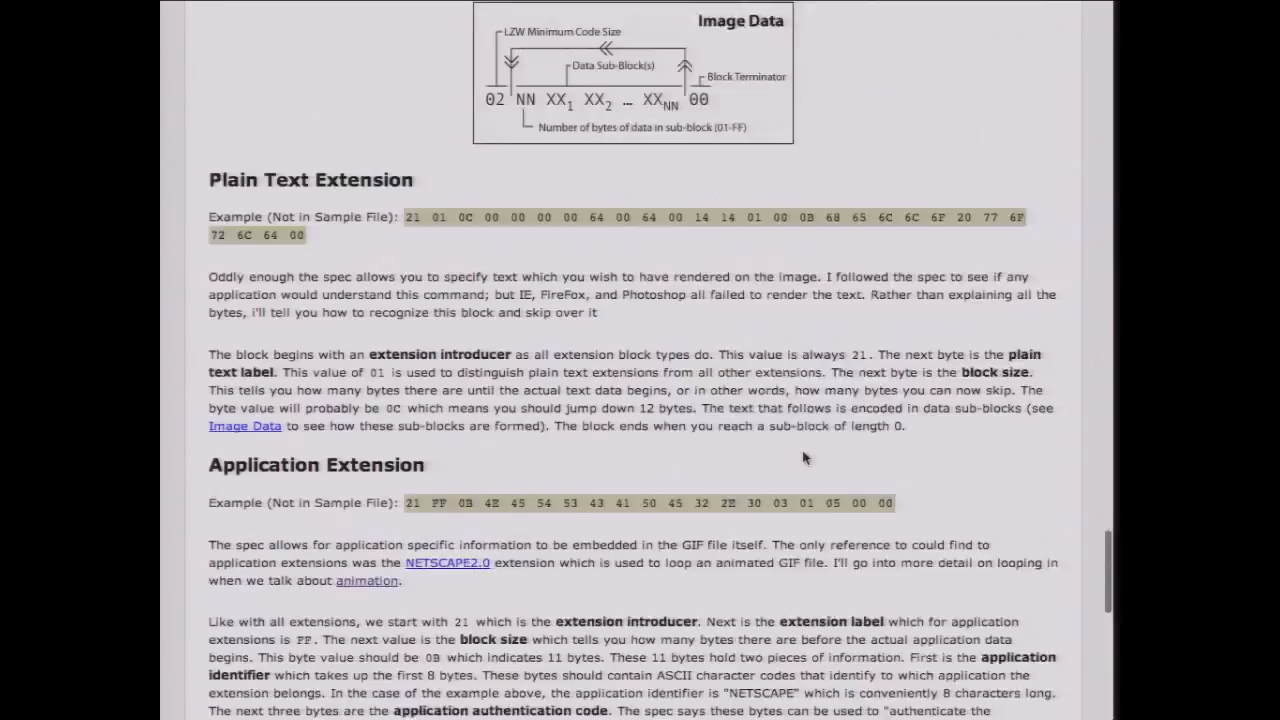 Image Data
LZW Minimum Code Size
Data Sub-Block(s)
Block Terminator
02 NN XX1 XX2 … XXNN 00
Number of bytes of data in sub-block (01-FF)
Plain Text Extension
Example (Not in Sample File): 21 01 0C 00 00 00 00 64 00 64 00 14 14 01 00 0B 68 65 6C 6C 6F 20 77 6F
72 6C 64 00
Oddly enough the spec allows you to specify text which you wish to have rendered on the image. I followed the spec to see if any
application would understand this command; but IE, FireFox, and Photoshop all failed to render the text. Rather than explaining all the
bytes, i'll tell you how to recognize this block and skip over it
The block begins with an extension introducer as all extension block types do. This value is always 21. The next byte is the plain
text label. This value of 01 is used to distinguish plain text extensions from all other extensions. The next byte is the block size.
This tells you how many bytes there are until the actual text data begins, or in other words, how many bytes you can now skip. The
byte value will probably be 0C which means you should jump down 12 bytes. The text that follows is encoded in data sub-blocks (see
Image Data to see how these sub-blocks are formed). The block ends when you reach a sub-block of length 0.
Application Extension
Example (Not in Sample File): 21 FF 0B 4E 45 54 53 43 41 50 45 32 2E 30 03 01 05 00 00
The spec allows for application specific information to be embedded in the GIF file itself. The only reference to could find to
application extensions was the NETSCAPE2.0 extension which is used to loop an animated GIF file. I'll go into more detail on looping in
when we talk about animation.
Like with all extensions, we start with 21 which is the extension introducer. Next is the extension label which for application
extensions is FF. The next value is the block size which tells you how many bytes there are before the actual application data
begins. This byte value should be 0B which indicates 11 bytes. These 11 bytes hold two pieces of information. First is the application
identifier which takes up the first 8 bytes. These bytes should contain ASCII character codes that identify to which application the
extension belongs. In the case of the example above, the application identifier is "NETSCAPE" which is conveniently 8 characters long.
The next three bytes are the application authentication code. The spec says these bytes can be used to "authenticate the